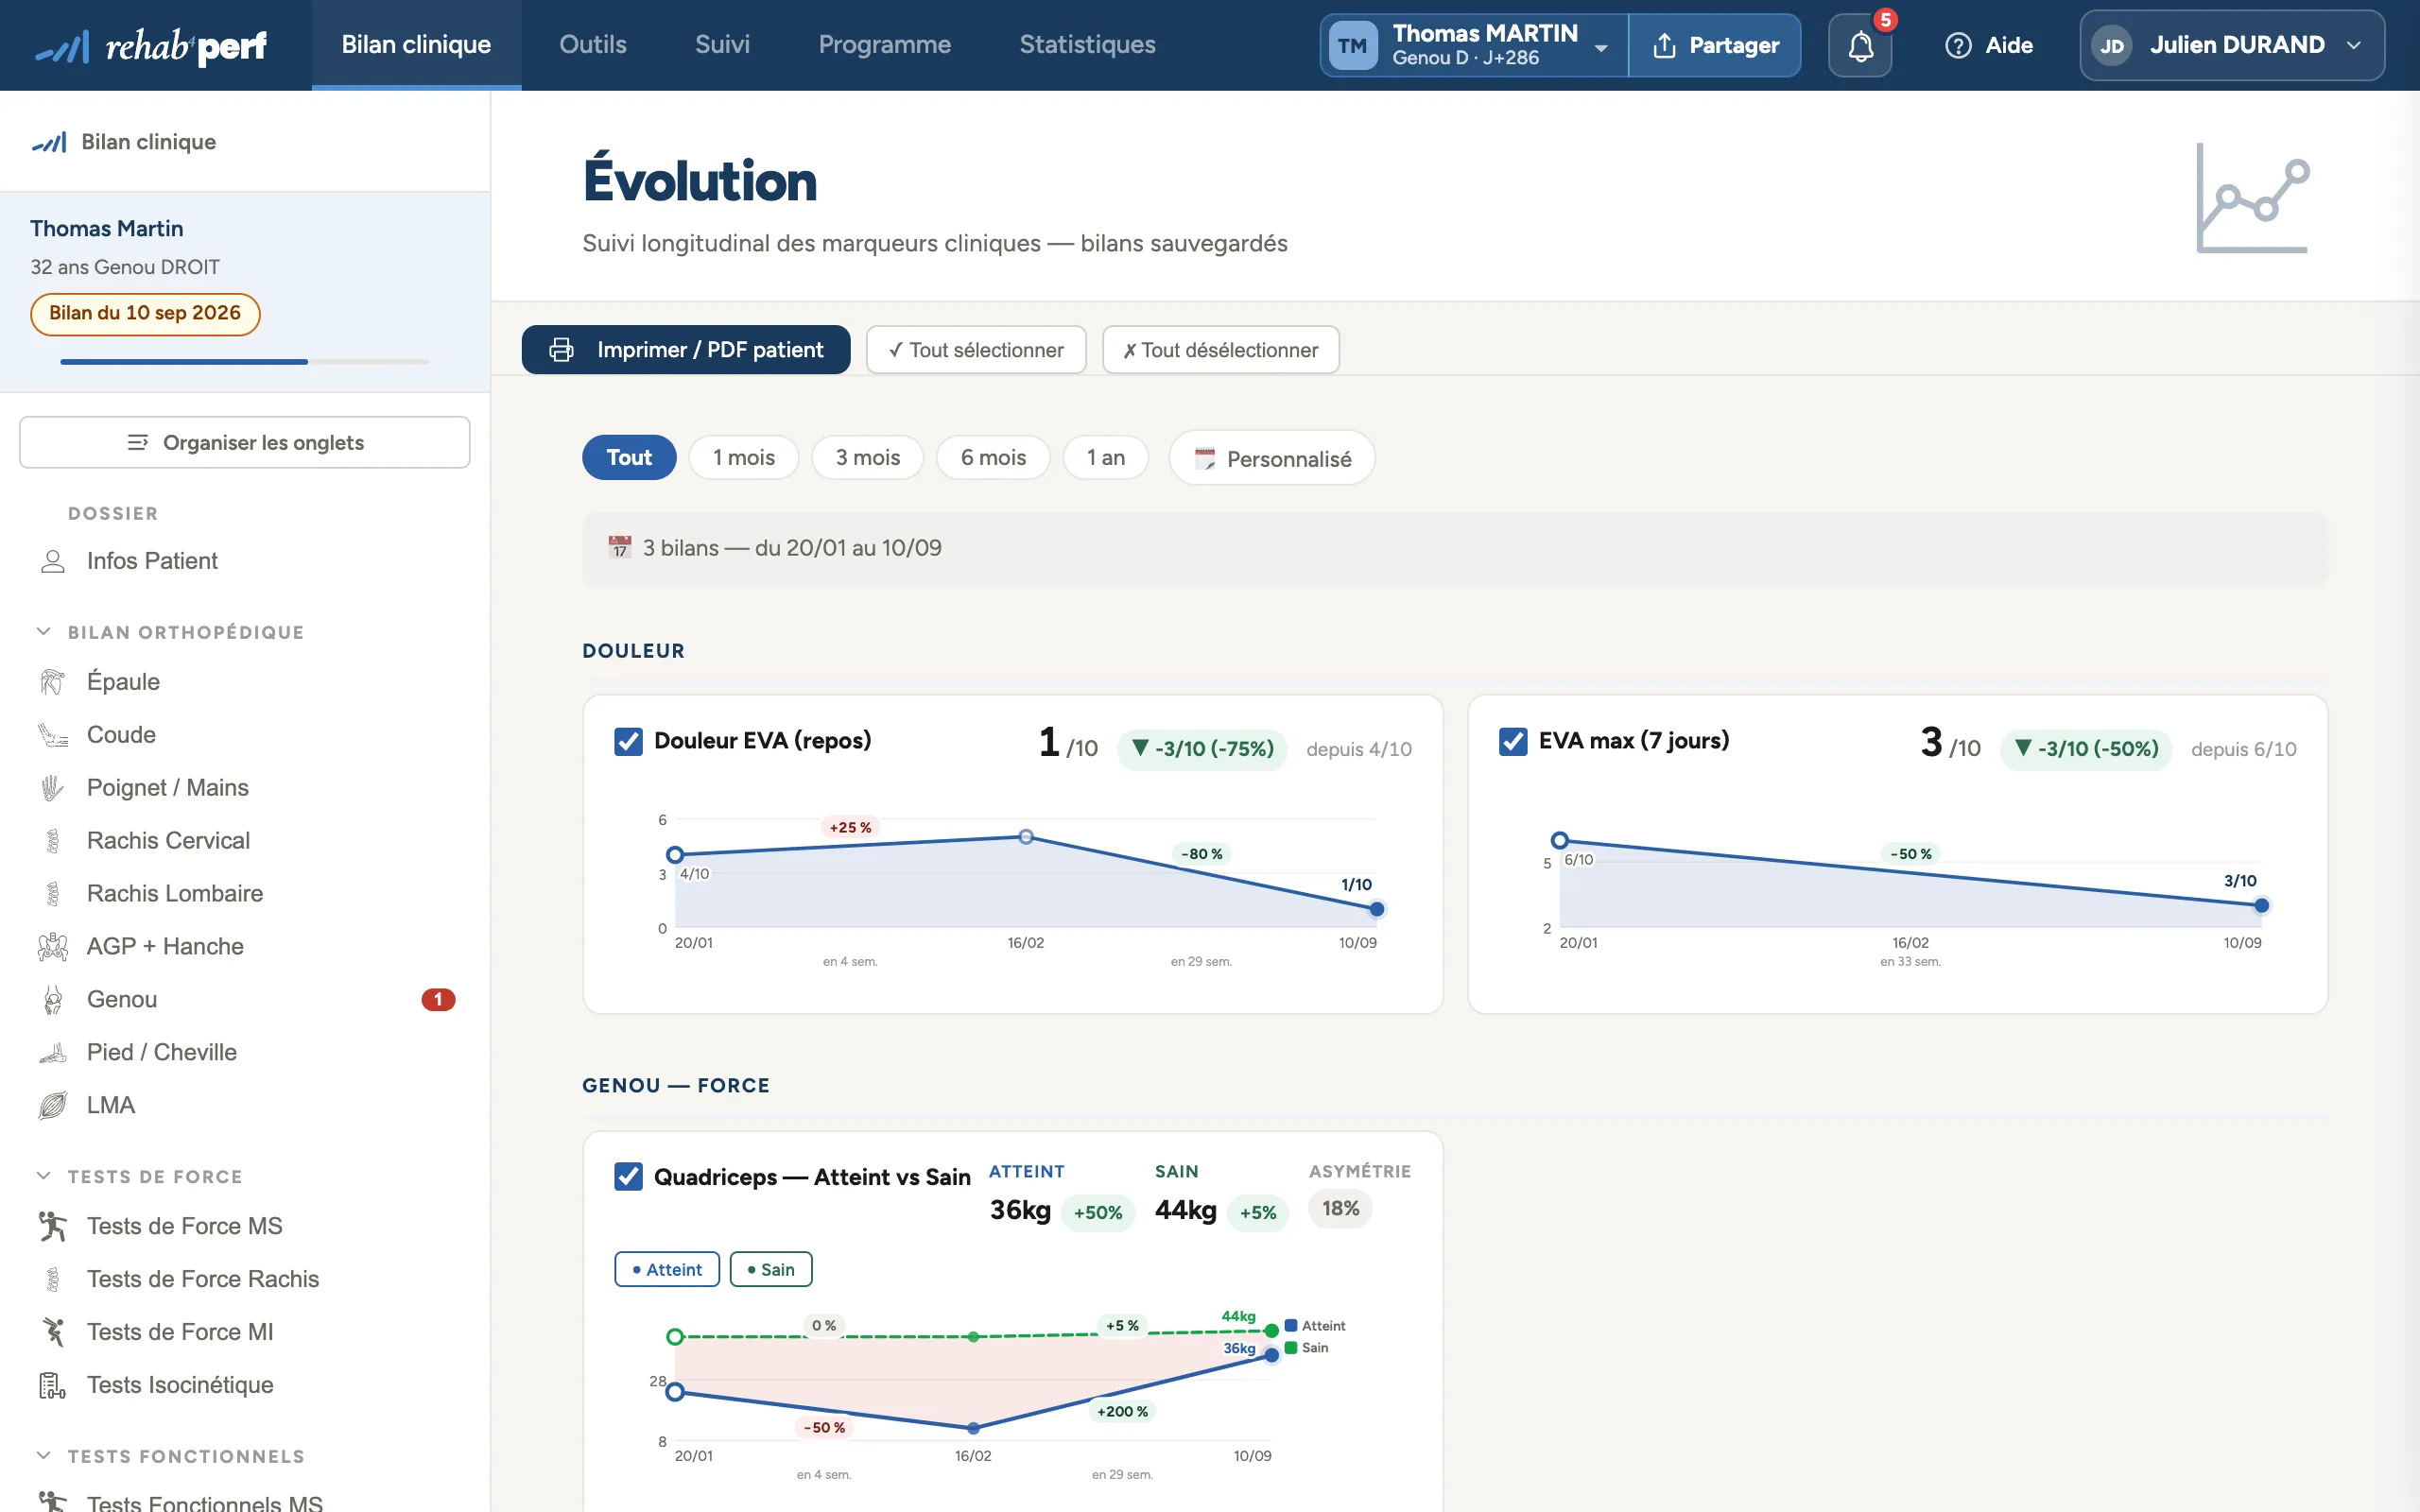 rehab4perf
Bilan clinique
Outils
Suivi
Programme
Statistiques
TM
Thomas MARTIN
Genou D · J+286
Partager
5
? Aide
JD
Julien DURAND
Bilan clinique
Thomas Martin
32 ans Genou DROIT
Bilan du 10 sep 2026
Organiser les onglets
DOSSIER
Infos Patient
BILAN ORTHOPÉDIQUE
Épaule
Coude
Poignet / Mains
Rachis Cervical
Rachis Lombaire
AGP + Hanche
Genou
1
Pied / Cheville
LMA
TESTS DE FORCE
Tests de Force MS
Tests de Force Rachis
Tests de Force MI
Tests Isocinétique
TESTS FONCTIONNELS
Tests Fonctionnels MS
Évolution
Suivi longitudinal des marqueurs cliniques — bilans sauvegardés
Imprimer / PDF patient
✓ Tout sélectionner
✗ Tout désélectionner
Tout
1 mois
3 mois
6 mois
1 an
Personnalisé
17
3 bilans — du 20/01 au 10/09
DOULEUR
Douleur EVA (repos)
1 /10
▼ -3/10 (-75%)
depuis 4/10
6
3
0
+25 %
-80 %
4/10
1/10
20/01
16/02
10/09
en 4 sem.
en 29 sem.
EVA max (7 jours)
3 /10
▼ -3/10 (-50%)
depuis 6/10
5
2
6/10
-50 %
3/10
20/01
16/02
10/09
en 33 sem.
GENOU — FORCE
Quadriceps — Atteint vs Sain
ATTEINT
36kg +50%
SAIN
44kg +5%
ASYMÉTRIE
18%
• Atteint
• Sain
0 %
+5 %
44kg
36kg
Atteint
Sain
28
8
-50 %
+200 %
20/01
16/02
10/09
en 4 sem.
en 29 sem.